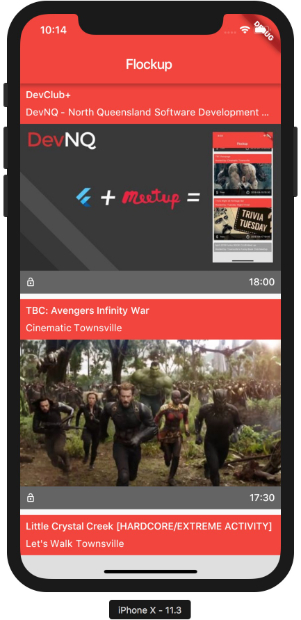 10:14
DEBUG
Flockup
DevClub+
DevNQ - North Queensland Software Development ...
DevNQ
+ Meetup =
Flockup
TRIVIA
TUESDAY
18:00
TBC: Avengers Infinity War
Cinematic Townsville
17:30
Little Crystal Creek [HARDCORE/EXTREME ACTIVITY]
Let's Walk Townsville
iPhone X - 11.3